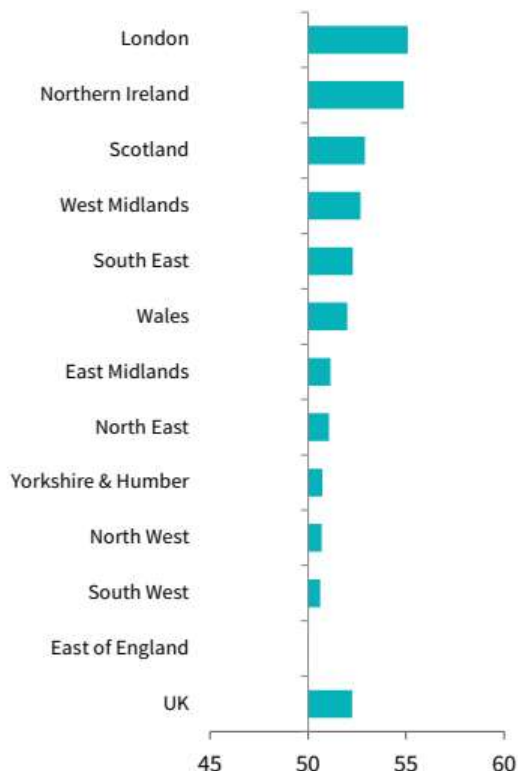 London
Northern Ireland
Scotland
West Midlands
South East
Wales
East Midlands
North East
Yorkshire & Humber
North West
South West
East of England
UK
45 50 55 60